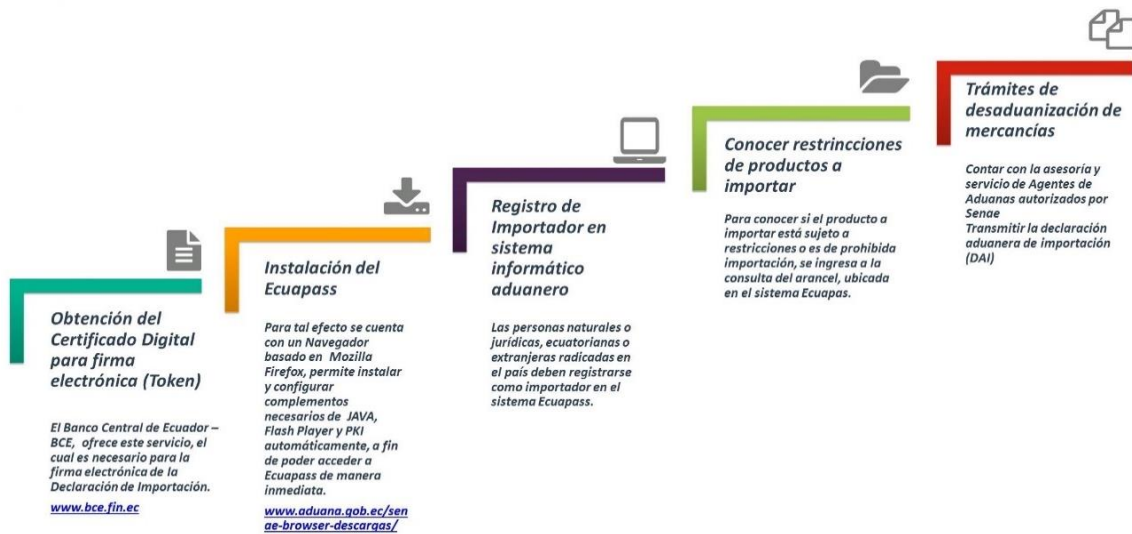 Obtención del
Certificado Digital
para firma
electrónica (Token)
El Banco Central de Ecuador –
BCE, ofrece este servicio, el
cual es necesario para la
firma electrónica de la
Declaración de Importación.
www.bce.fin.ec
Instalación del
Ecuapass
Para tal efecto se cuenta
con un Navegador
basado en Mozilla
Firefox, permite instalar
y configurar
complementos
necesarios de JAVA,
Flash Player y PKI
automáticamente, a fin
de poder acceder a
Ecuapass de manera
inmediata.
www.aduana.gob.ec/sen
ae-browser-descargas/
Registro de
Importador en
sistema
informático
aduanero
Las personas naturales o
jurídicas, ecuatorianas o
extranjeras radicadas en
el país deben registrarse
como importador en el
sistema Ecuapass.
Conocer restrincciones
de productos a
importar
Para conocer si el producto a
importar está sujeto a
restricciones o es de prohibida
importación, se ingresa a la
consulta del arancel, ubicada
en el sistema Ecuapas.
Trámites de
desaduanización de
mercancías
Contar con la asesoría y
servicio de Agentes de
Aduanas autorizados por
Senae
Transmitir la declaración
aduanera de importación
(DAI)